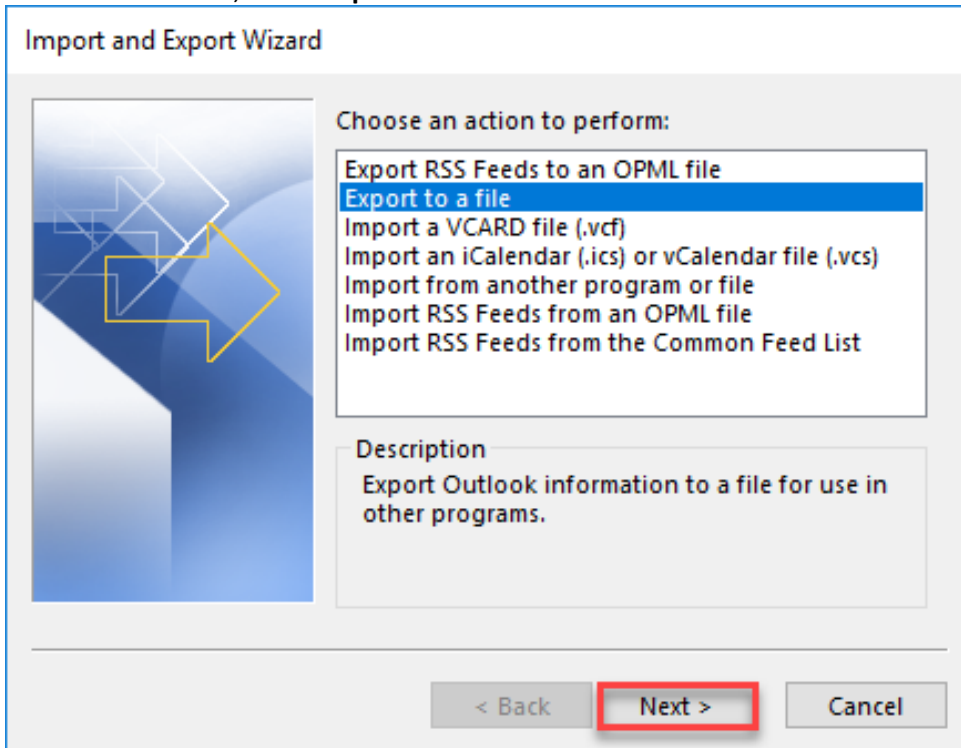 Import and Export Wizard
Choose an action to perform:
Export RSS Feeds to an OPML file
Export to a file
Import a VCARD file (.vcf)
Import an iCalendar (.ics) or vCalendar file (.vcs)
Import from another program or file
Import RSS Feeds from an OPML file
Import RSS Feeds from the Common Feed List
Description
Export Outlook information to a file for use in
other programs.
< Back Next > Cancel